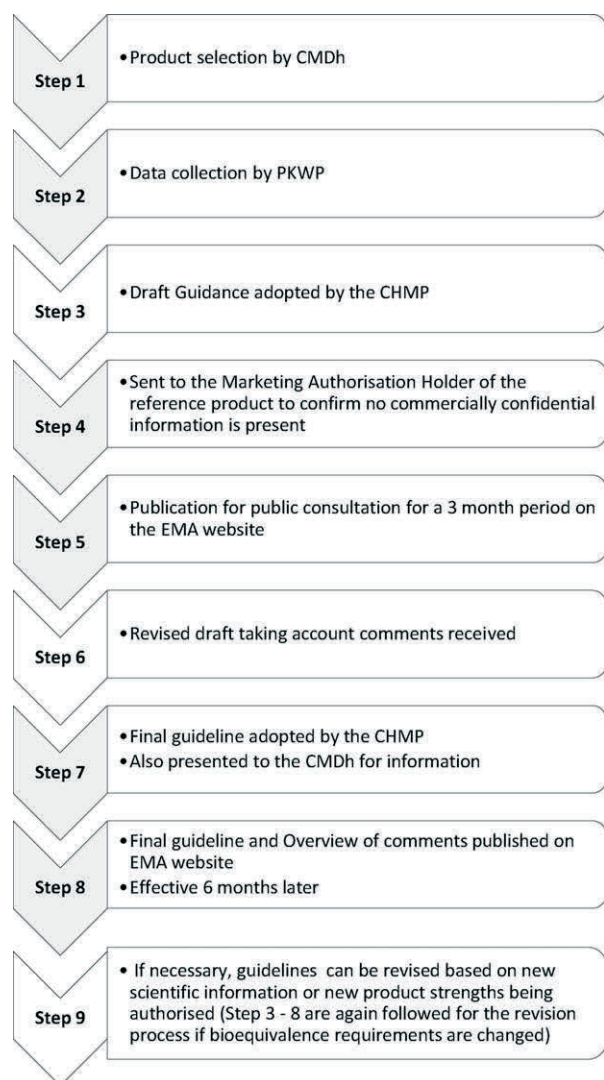 Step 1
•Product selection by CMDh
Step 2
•Data collection by PKWP
Step 3
•Draft Guidance adopted by the CHMP
Step 4
•Sent to the Marketing Authorisation Holder of the
reference product to confirm no commercially confidential
information is present
Step 5
•Publication for public consultation for a 3 month period on
the EMA website
Step 6
•Revised draft taking account comments received
Step 7
•Final guideline adopted by the CHMP
•Also presented to the CMDh for information
Step 8
•Final guideline and Overview of comments published on
EMA website
•Effective 6 months later
Step 9
• If necessary, guidelines can be revised based on new
scientific information or new product strengths being
authorised (Step 3 - 8 are again followed for the revision
process if bioequivalence requirements are changed)